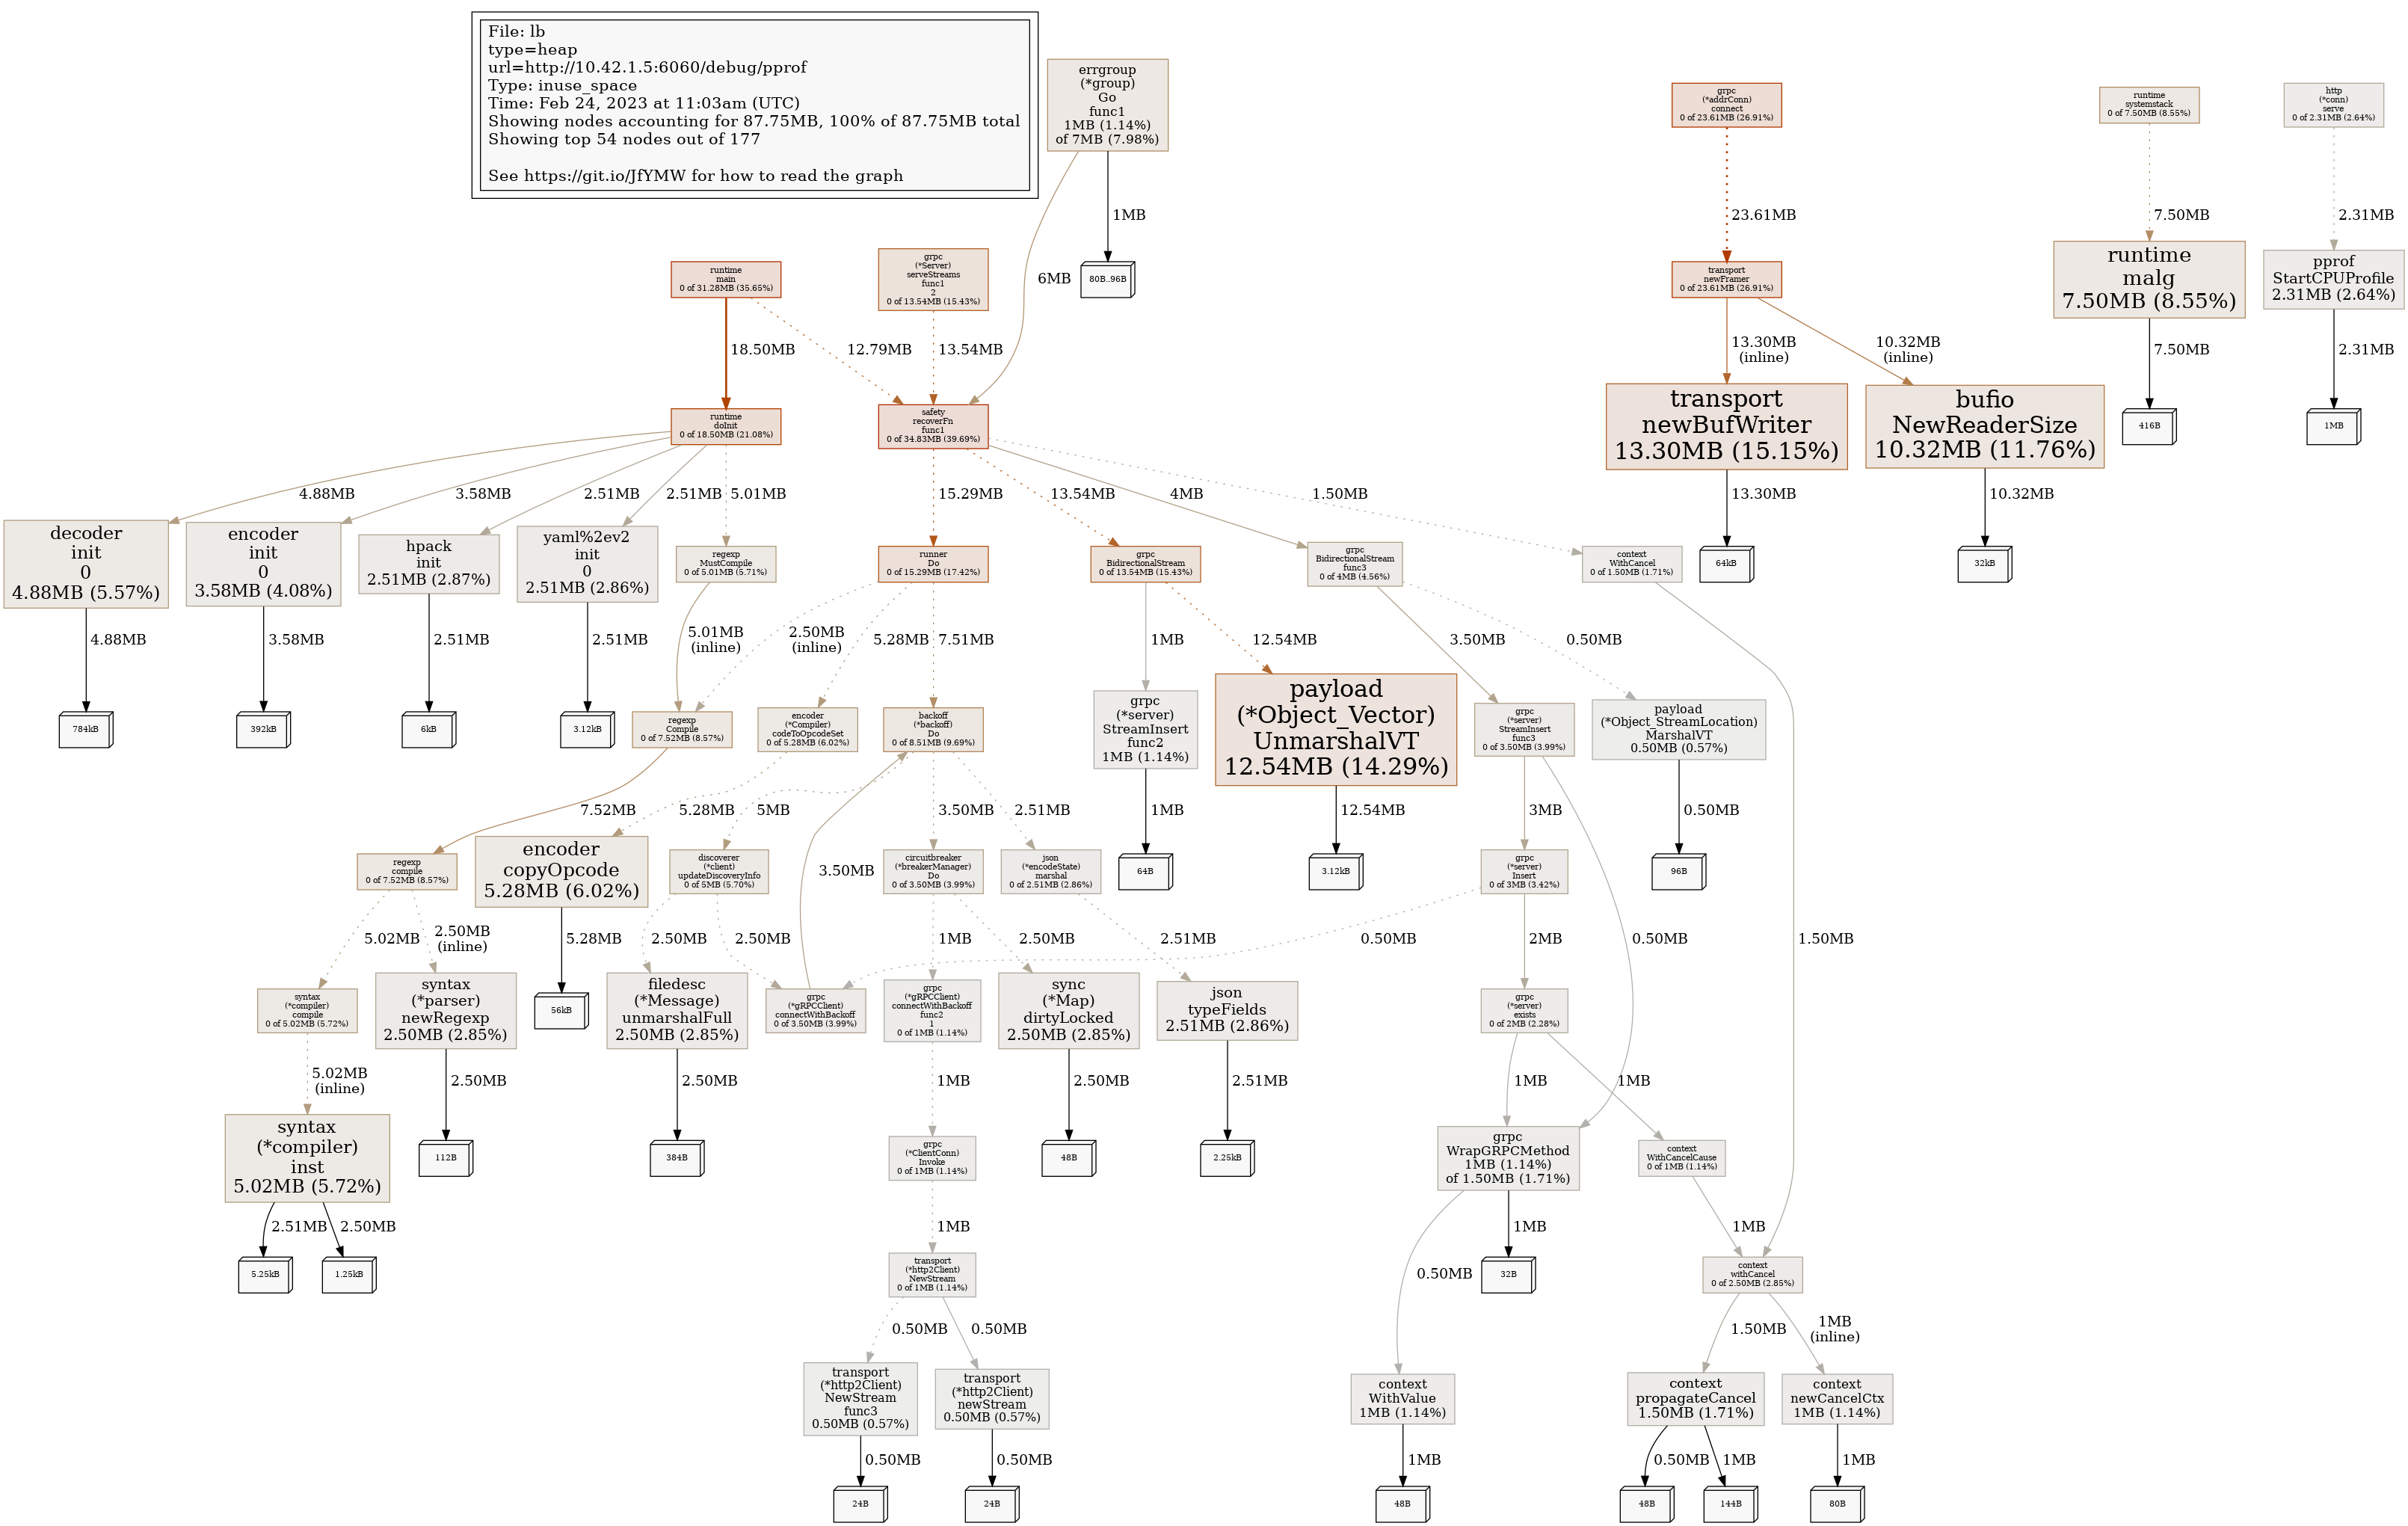 File: lb
type=heap
url=http://10.42.1.5:6060/debug/pprof
Type: inuse_space
Time: Feb 24, 2023 at 11:03am (UTC)
Showing nodes accounting for 87.75MB, 100% of 87.75MB total
Showing top 54 nodes out of 177
See https://git.io/JfYMW for how to read the graph
errgroup
(*group)
Go
func1
1MB (1.14%)
of 7MB (7.98%)
grpc
(*addrConn)
connect
0 of 23.61MB (26.91%)
runtime
systemstack
0 of 7.50MB (8.55%)
http
(*conn)
serve
0 of 2.31MB (2.64%)
6MB
1MB
80B..96B
23.61MB
7.50MB
2.31MB
runtime
main
0 of 31.28MB (35.65%)
grpc
(*Server)
serveStreams
func1
2
0 of 13.54MB (15.43%)
transport
newFramer
0 of 23.61MB (26.91%)
runtime
malg
7.50MB (8.55%)
pprof
StartCPUProfile
2.31MB (2.64%)
18.50MB
12.79MB
13.54MB
13.30MB
(inline)
10.32MB
(inline)
7.50MB
2.31MB
runtime
doInit
0 of 18.50MB (21.08%)
safety
recoverFn
func1
0 of 34.83MB (39.69%)
transport
newBufWriter
13.30MB (15.15%)
bufio
NewReaderSize
10.32MB (11.76%)
416B
1MB
4.88MB
3.58MB
2.51MB
2.51MB
5.01MB
15.29MB
13.54MB
4MB
1.50MB
13.30MB
10.32MB
decoder
init
0
4.88MB (5.57%)
encoder
init
0
3.58MB (4.08%)
hpack
init
2.51MB (2.87%)
yaml%2ev2
init
0
2.51MB (2.86%)
regexp
MustCompile
0 of 5.01MB (5.71%)
runner
Do
0 of 15.29MB (17.42%)
grpc
BidirectionalStream
0 of 13.54MB (15.43%)
grpc
BidirectionalStream
func3
0 of 4MB (4.56%)
context
WithCancel
0 of 1.50MB (1.71%)
64kB
32kB
4.88MB
3.58MB
2.51MB
2.51MB
5.01MB
(inline)
2.50MB
(inline)
5.28MB
7.51MB
1MB
12.54MB
3.50MB
0.50MB
784kB
392kB
6kB
3.12kB
regexp
Compile
0 of 7.52MB (8.57%)
encoder
(*Compiler)
codeToOpcodeSet
0 of 5.28MB (6.02%)
backoff
(*backoff)
Do
0 of 8.51MB (9.69%)
grpc
(*server)
StreamInsert
func2
1MB (1.14%)
payload
(*Object_Vector)
UnmarshalVT
12.54MB (14.29%)
grpc
(*server)
StreamInsert
func3
0 of 3.50MB (3.99%)
payload
(*Object_StreamLocation)
MarshalVT
0.50MB (0.57%)
7.52MB
5.28MB
5MB
3.50MB
3.50MB
2.51MB
1MB
12.54MB
3MB
0.50MB
regexp
compile
0 of 7.52MB (8.57%)
encoder
copyOpcode
5.28MB (6.02%)
discoverer
(*client)
updateDiscoveryInfo
0 of 5MB (5.70%)
circuitbreaker
(*breakerManager)
Do
0 of 3.50MB (3.99%)
json
(*encodeState)
marshal
0 of 2.51MB (2.86%)
64B
3.12kB
grpc
(*server)
Insert
0 of 3MB (3.42%)
96B
5.02MB
2.50MB
(inline)
5.28MB
2.50MB
2.50MB
1MB
2.50MB
2.51MB
0.50MB
2MB
0.50MB
1.50MB
syntax
(*compiler)
compile
0 of 5.02MB (5.72%)
syntax
(*parser)
newRegexp
2.50MB (2.85%)
56kB
filedesc
(*Message)
unmarshalFull
2.50MB (2.85%)
grpc
(*gRPCClient)
connectWithBackoff
0 of 3.50MB (3.99%)
grpc
(*gRPCClient)
connectWithBackoff
func2
1
0 of 1MB (1.14%)
sync
(*Map)
dirtyLocked
2.50MB (2.85%)
json
typeFields
2.51MB (2.86%)
grpc
(*server)
exists
0 of 2MB (2.28%)
5.02MB
(inline)
2.50MB
2.50MB
1MB
2.50MB
2.51MB
1MB
1MB
syntax
(*compiler)
inst
5.02MB (5.72%)
112B
384B
grpc
(*ClientConn)
Invoke
0 of 1MB (1.14%)
48B
2.25kB
grpc
WrapGRPCMethod
1MB (1.14%)
of 1.50MB (1.71%)
context
WithCancelCause
0 of 1MB (1.14%)
2.51MB
2.50MB
1MB
0.50MB
1MB
1MB
5.25kB
1.25kB
transport
(*http2Client)
NewStream
0 of 1MB (1.14%)
32B
context
withCancel
0 of 2.50MB (2.85%)
0.50MB
0.50MB
1.50MB
1MB
(inline)
transport
(*http2Client)
NewStream
func3
0.50MB (0.57%)
transport
(*http2Client)
newStream
0.50MB (0.57%)
context
WithValue
1MB (1.14%)
context
propagateCancel
1.50MB (1.71%)
context
newCancelCtx
1MB (1.14%)
0.50MB
0.50MB
1MB
0.50MB
1MB
1MB
24B
24B
48B
48B
144B
80B